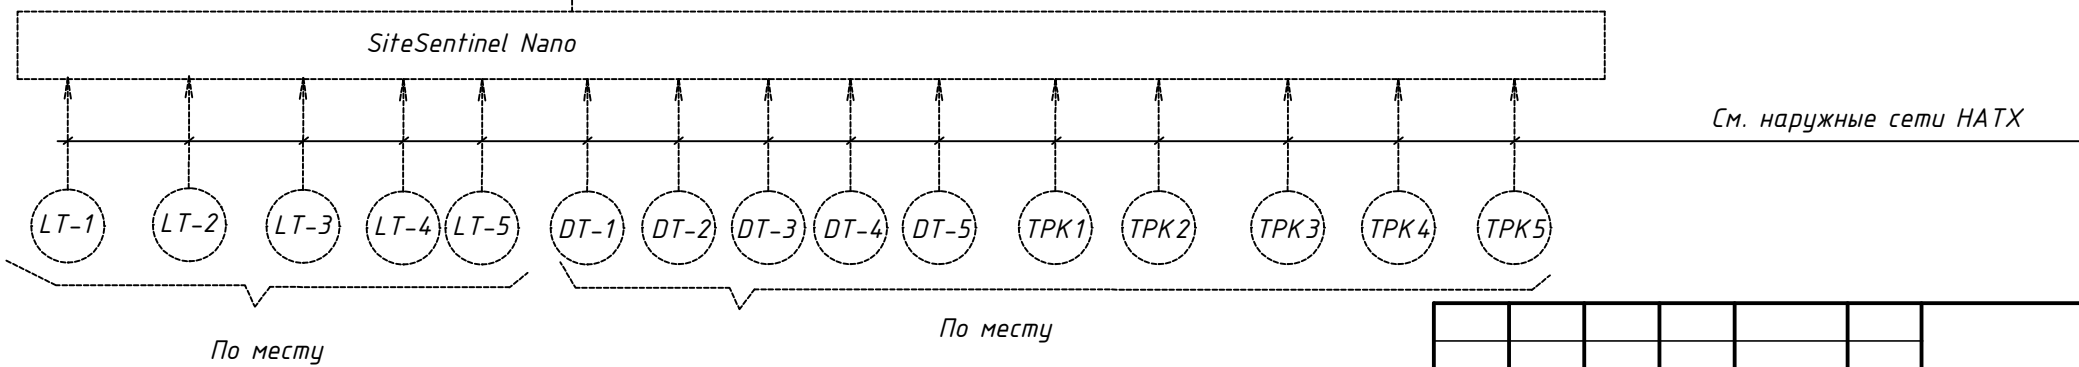 SiteSentinel Nano
См. наружные сети НАТХ
LT-1 LT-2 LT-3 LT-4 LT-5 DT-1 DT-2 DT-3 DT-4 DT-5 ТРК1 ТРК2 ТРК3 ТРК4 ТРК5
По месту
По месту